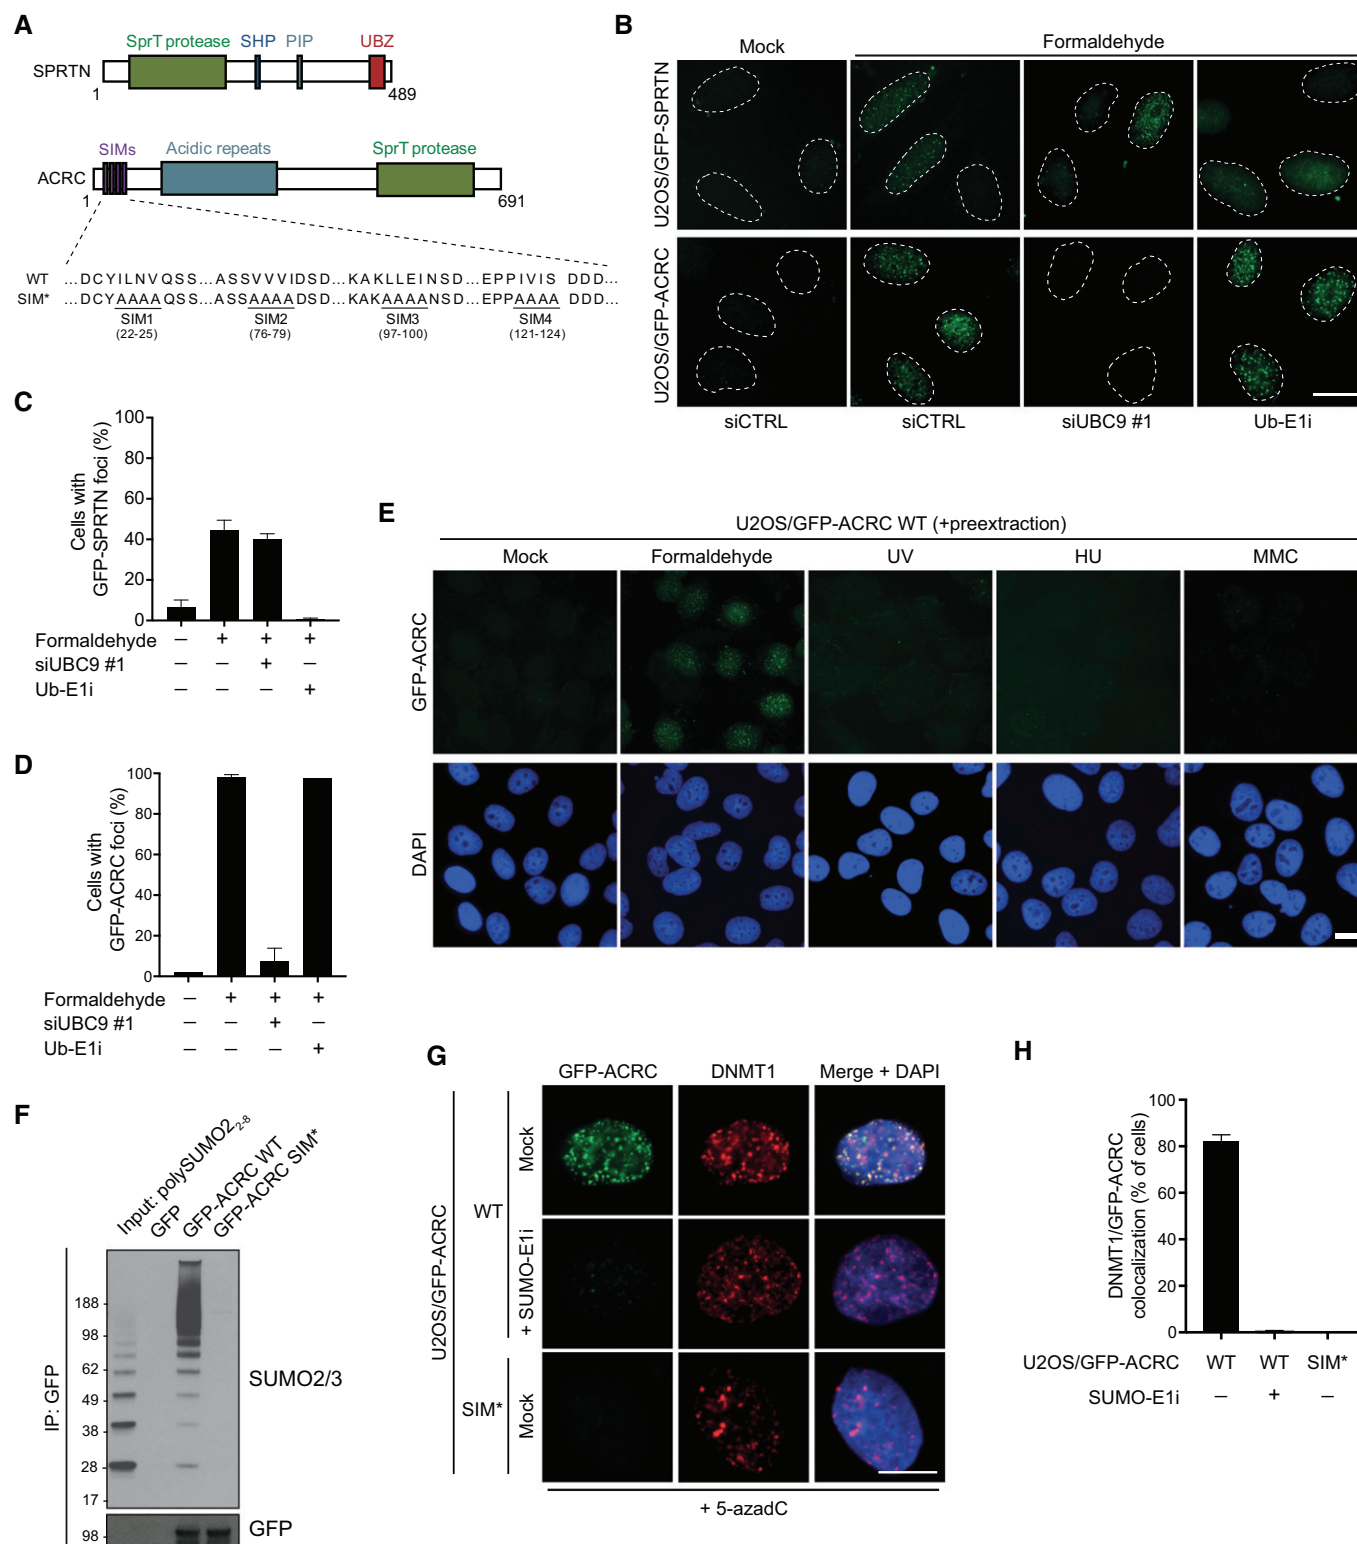 A
SprT protease SHP PIP UBZ
SPRTN
1 489
SIMs Acidic repeats SprT protease
ACRC
1 691
WT ...DCYILNVQSS...ASSVVVIDSD...KAKLLEINSD...EPPIVIS DDD...
SIM* ...DCYAAAAQSS...ASSAAAADSD...KAKAAAANSD...EPPAAAA DDD...
SIM1 SIM2 SIM3 SIM4
(22-25) (76-79) (97-100) (121-124)
B
Mock Formaldehyde
U2OS/GFP-SPRTN
U2OS/GFP-ACRC
siCTRL siCTRL siUBC9 #1 Ub-E1i
C
Cells with
GFP-SPRTN foci (%)
100
80
60
40
20
0
Formaldehyde – + + +
siUBC9 #1 – – + –
Ub-E1i – – – +
D
Cells with
GFP-ACRC foci (%)
100
80
60
40
20
0
Formaldehyde – + + +
siUBC9 #1 – – + –
Ub-E1i – – – +
E
U2OS/GFP-ACRC WT (+preextraction)
Mock Formaldehyde UV HU MMC
GFP-ACRC
DAPI
F
Input: polySUMO2₂₋₈
GFP
GFP-ACRC WT
GFP-ACRC SIM*
IP: GFP
188
98
62
49
38
28
17
98
SUMO2/3
GFP
G
GFP-ACRC DNMT1 Merge + DAPI
U2OS/GFP-ACRC
WT
Mock
+ SUMO-E1i
SIM*
Mock
+ 5-azadC
H
DNMT1/GFP-ACRC
colocalization (% of cells)
100
80
60
40
20
0
U2OS/GFP-ACRC WT WT SIM*
SUMO-E1i – + –